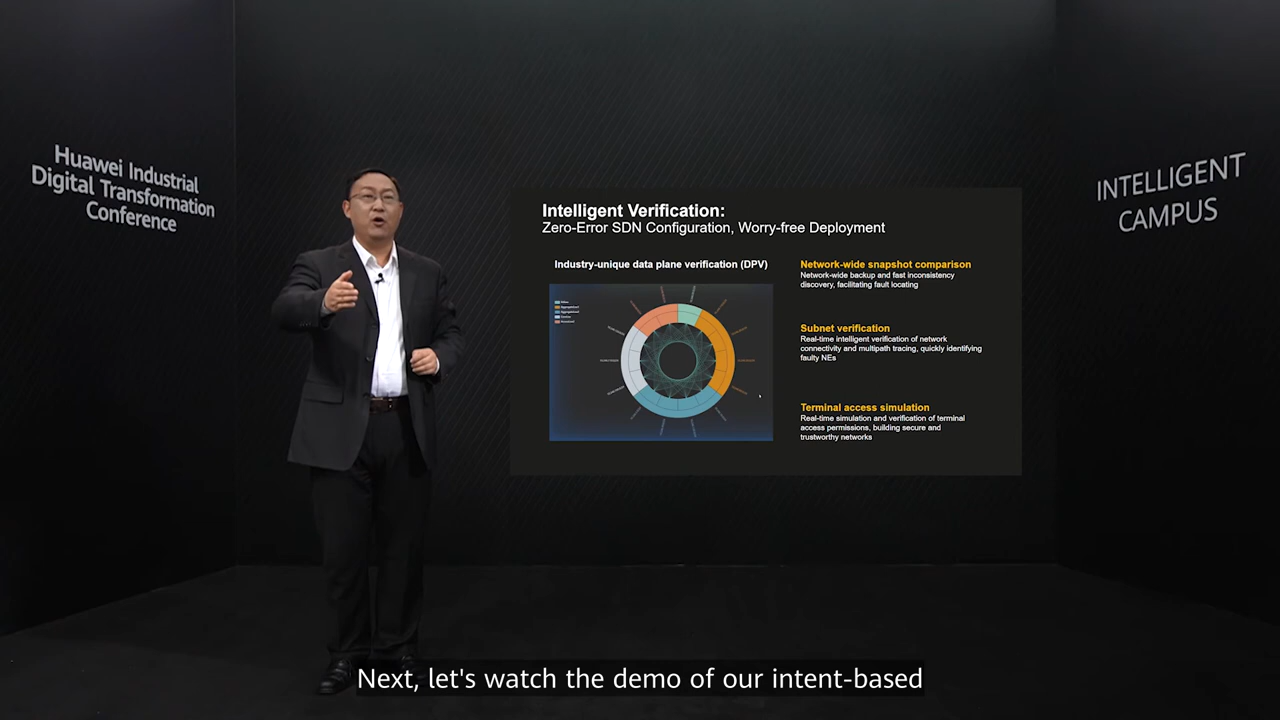 Huawei Industrial
Digital Transformation
Conference
INTELLIGENT
CAMPUS
Intelligent Verification:
Zero-Error SDN Configuration, Worry-free Deployment
Industry-unique data plane verification (DPV)
Network-wide snapshot comparison
Network-wide backup and fast inconsistency
discovery, facilitating fault locating
Subnet verification
Real-time intelligent verification of network
connectivity and multipath tracing, quickly identifying
faulty NEs
Terminal access simulation
Real-time simulation and verification of terminal
access permissions, building secure and
trustworthy networks
Next, let's watch the demo of our intent-based